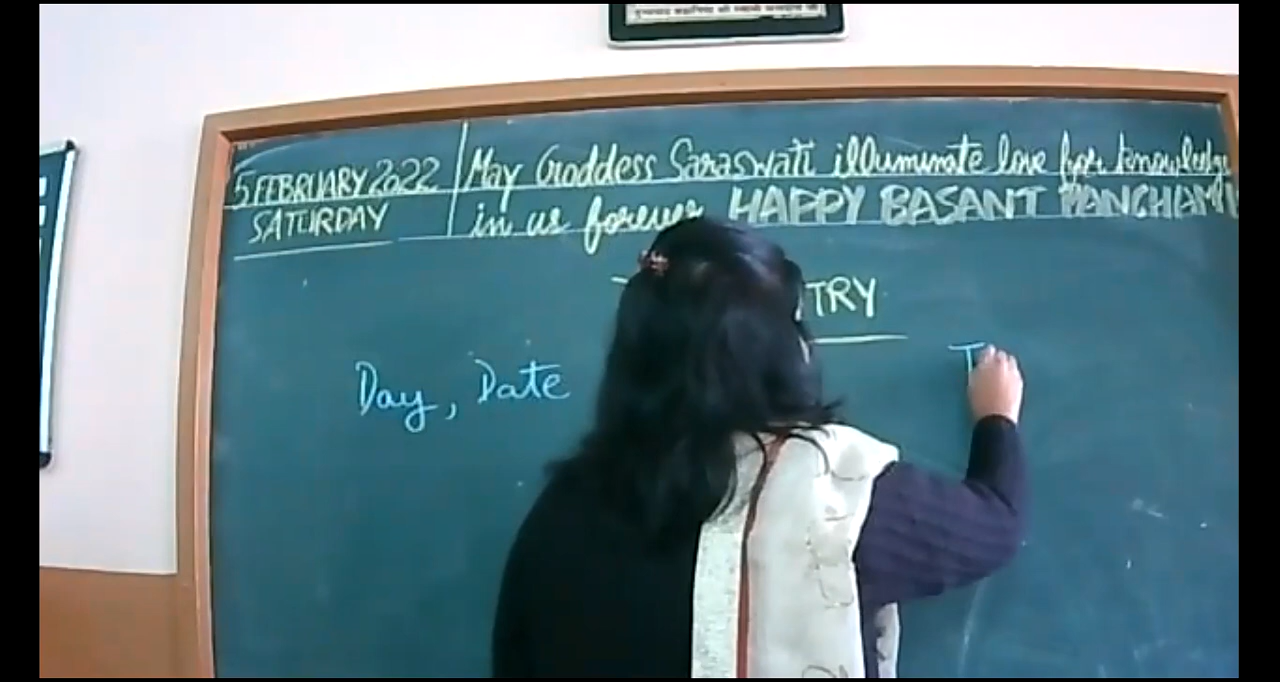 5 FEBRUARY 2022
SATURDAY
May Goddess Saraswati illuminate love for knowledge
in us forever HAPPY BASANT PANCHAMI
TRY
Day, Date
T